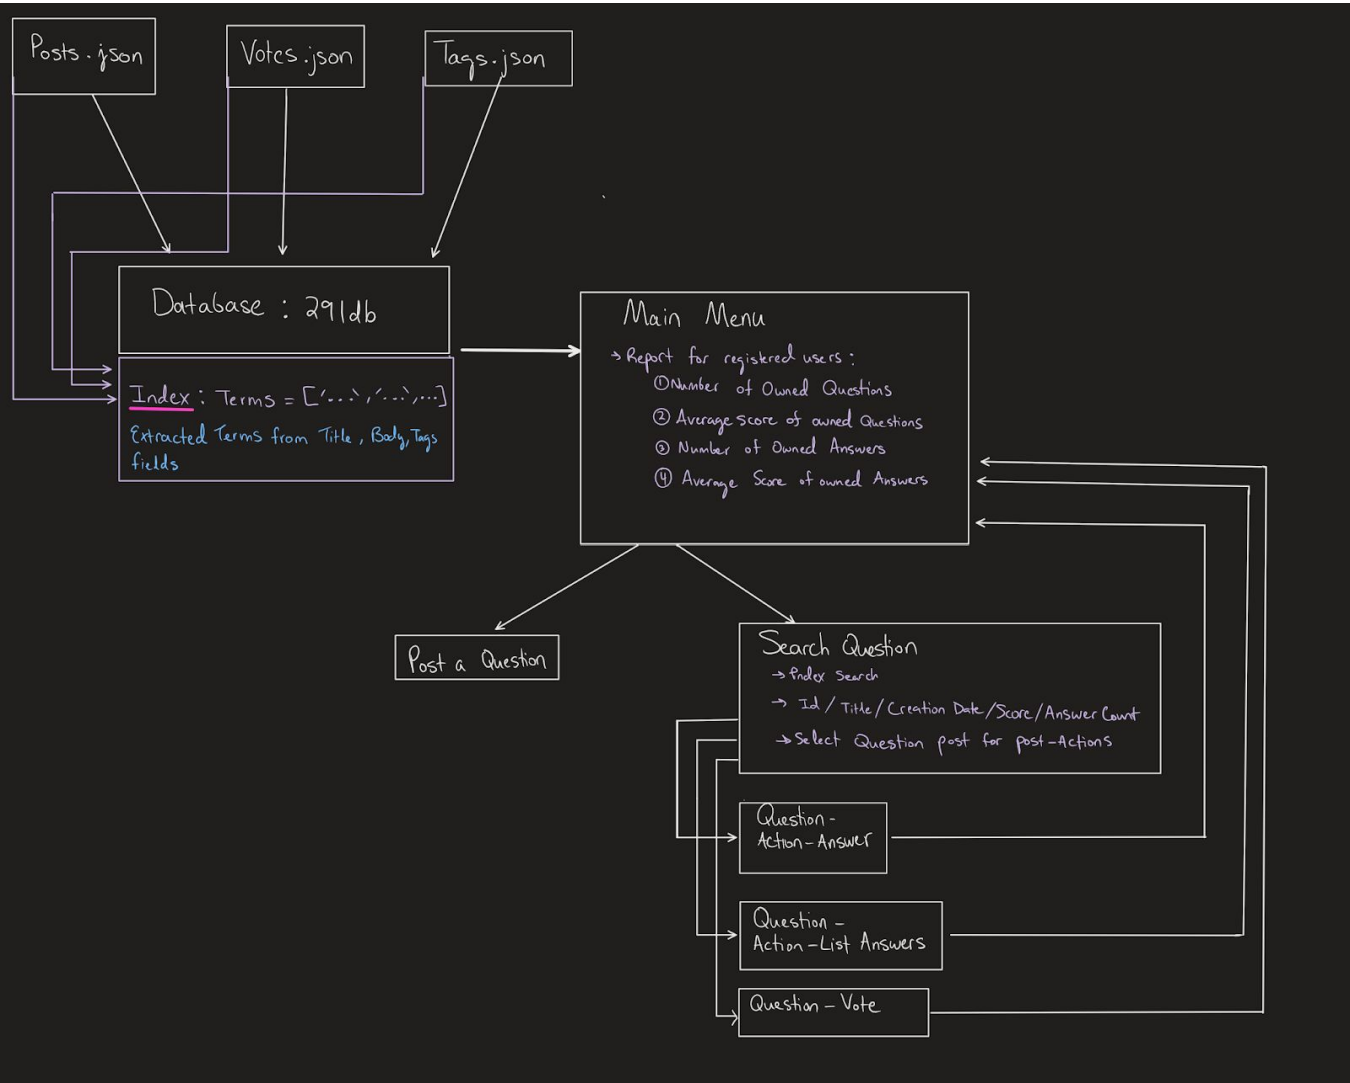 Posts.json
Votes.json
Tags.json
Database : 291db
Index : Terms = ['...', '...', ...]
Extracted Terms from Title, Body, Tags
fields
Main Menu
→ Report for registered users :
① Number of Owned Questions
② Average score of owned Questions
③ Number of Owned Answers
④ Average Score of owned Answers
Post a Question
Search Question
→ Index Search
→ Id / Title / Creation Date / Score / Answer Count
→ Select Question post for post-Actions
Question -
Action - Answer
Question -
Action - List Answers
Question - Vote